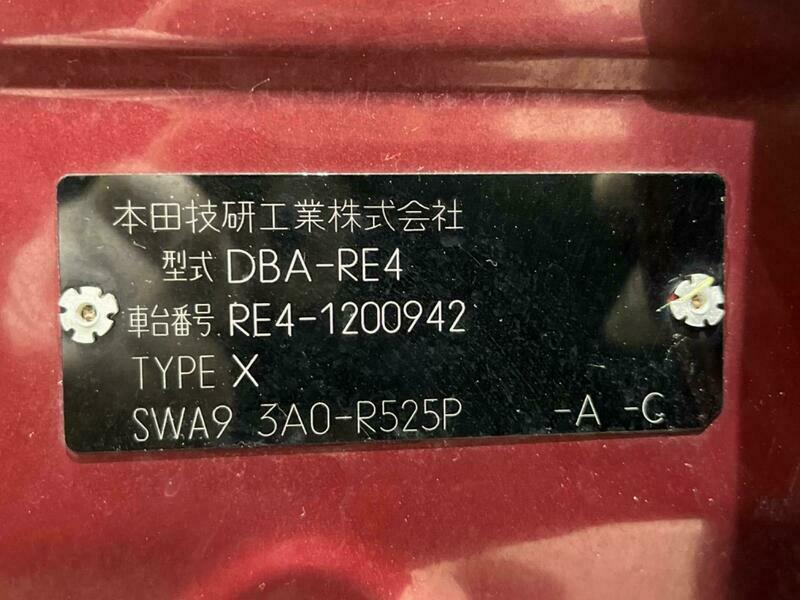 本田技研工業株式会社
型式 DBA-RE4
車台番号 RE4-1200942
TYPE X
SWA9 3A0-R525P -A -C